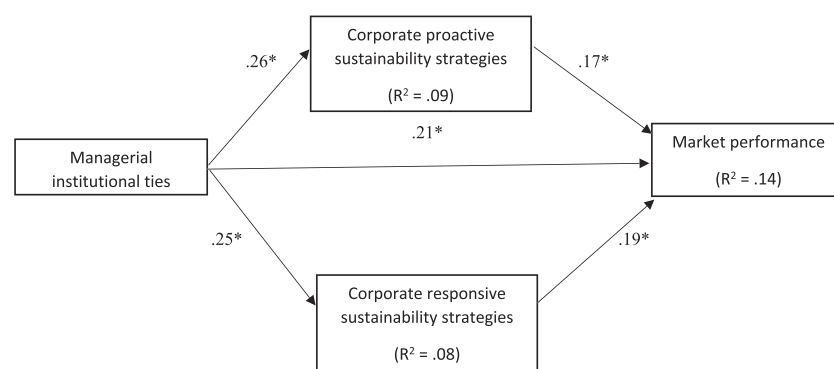 Corporate proactive
sustainability strategies
(R² = .09)
.26*
.17*
.21*
Managerial
institutional ties
Market performance
(R² = .14)
.25*
.19*
Corporate responsive
sustainability strategies
(R² = .08)